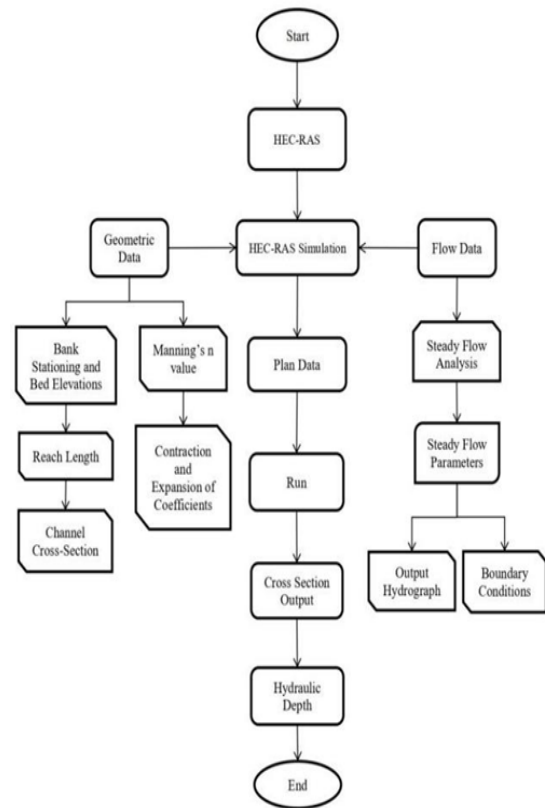 Start
HEC-RAS
Geometric
Data
HEC-RAS Simulation
Flow Data
Bank
Stationing and
Bed Elevations
Manning's n
value
Plan Data
Steady Flow
Analysis
Reach Length
Contraction
and
Expansion of
Coefficients
Run
Steady Flow
Parameters
Channel
Cross-Section
Cross Section
Output
Output
Hydrograph
Boundary
Conditions
Hydraulic
Depth
End